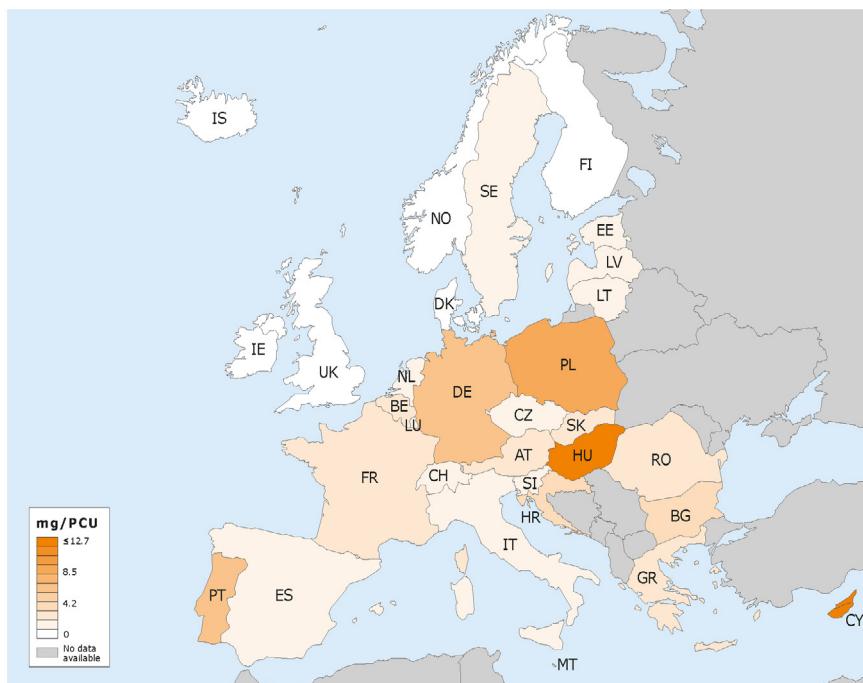 IS
FI
SE
NO
EE
LV
LT
DK
IE
UK
NL
PL
DE
BE
LU
CZ
SK
FR
AT
HU
RO
CH
SI
HR
BG
IT
mg/PCU
≤12.7
8.5
4.2
0
No data
available
PT
ES
GR
CY
MT